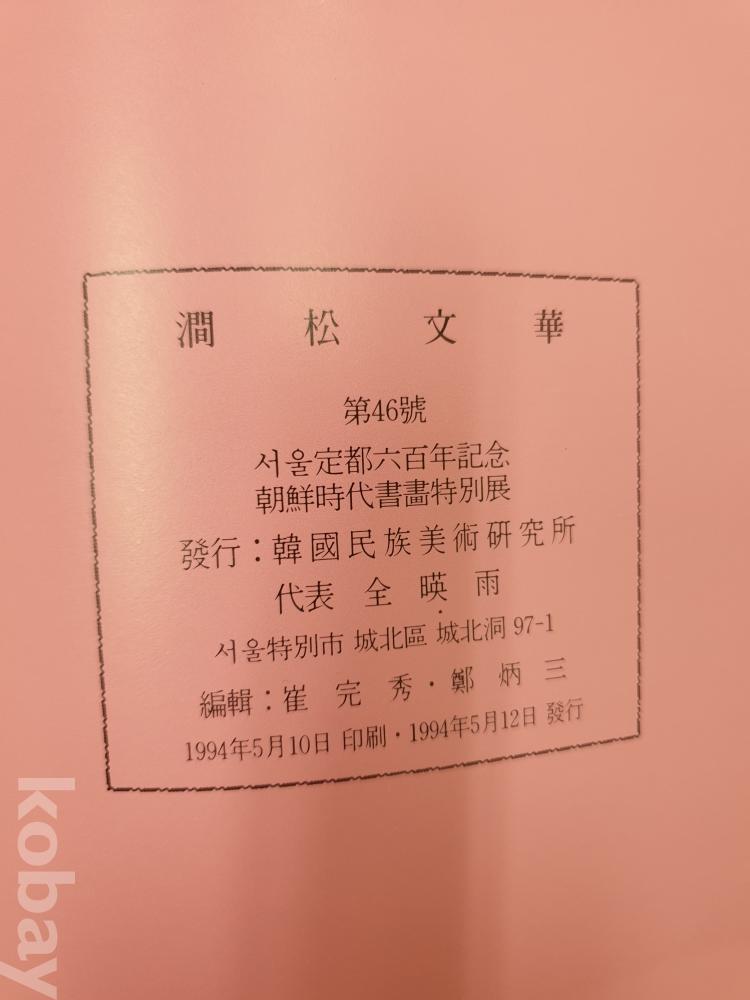 澗松文華
第46號
서울定都六百年記念
朝鮮時代書畵特別展
發行：韓國民族美術硏究所
代表 全暎雨
서울特別市 城北區 城北洞 97-1
編輯：崔完秀·鄭炳三
1994年5月10日 印刷·1994年5月12日 發行
kobay